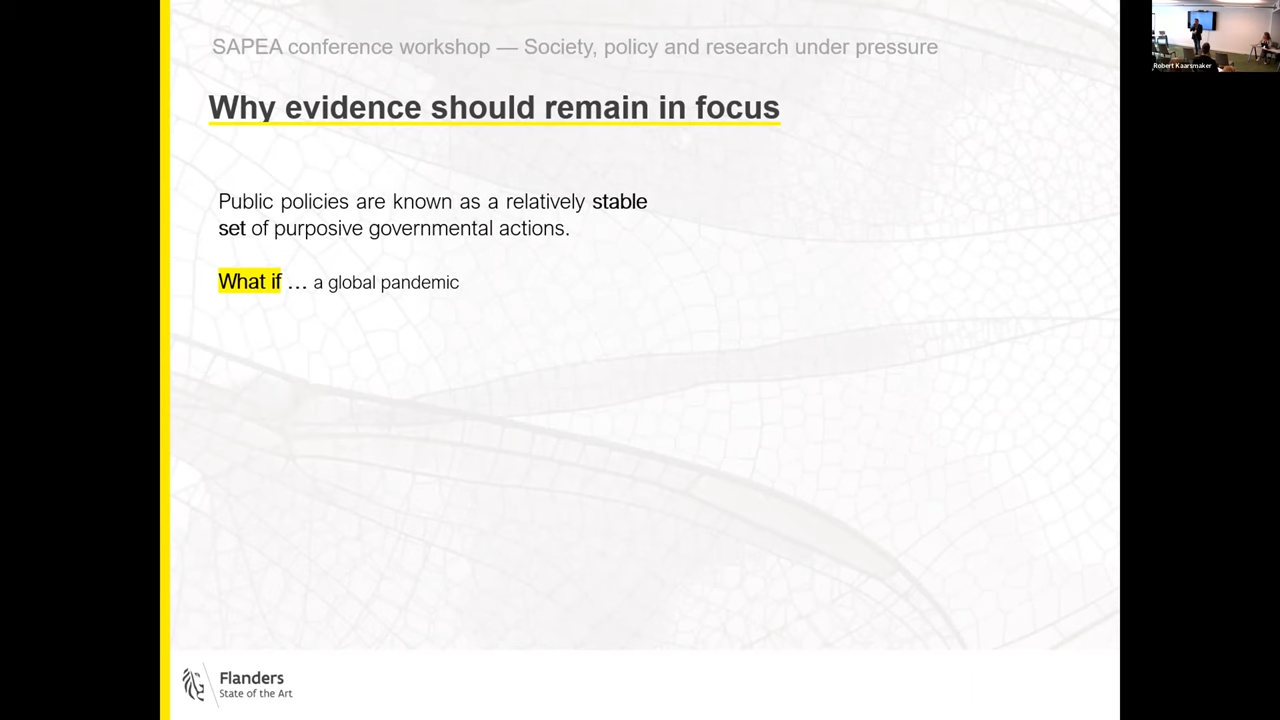 SAPEA conference workshop — Society, policy and research under pressure
Why evidence should remain in focus
Public policies are known as a relatively stable
set of purposive governmental actions.
What if … a global pandemic
Flanders
State of the Art
Robert Kaarsmaker